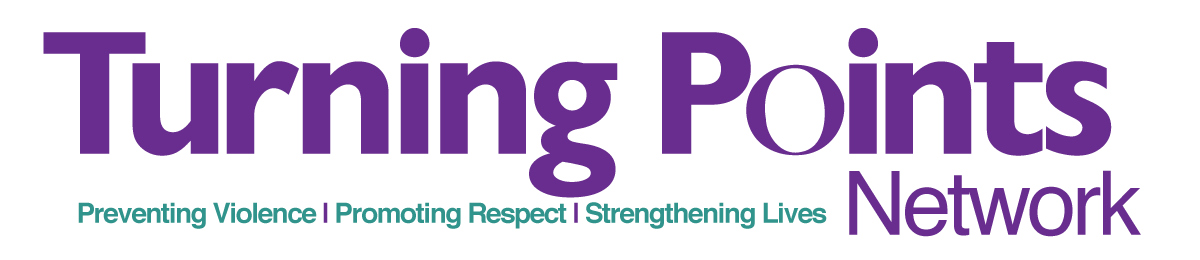 Turning Points
Network
Preventing Violence | Promoting Respect | Strengthening Lives